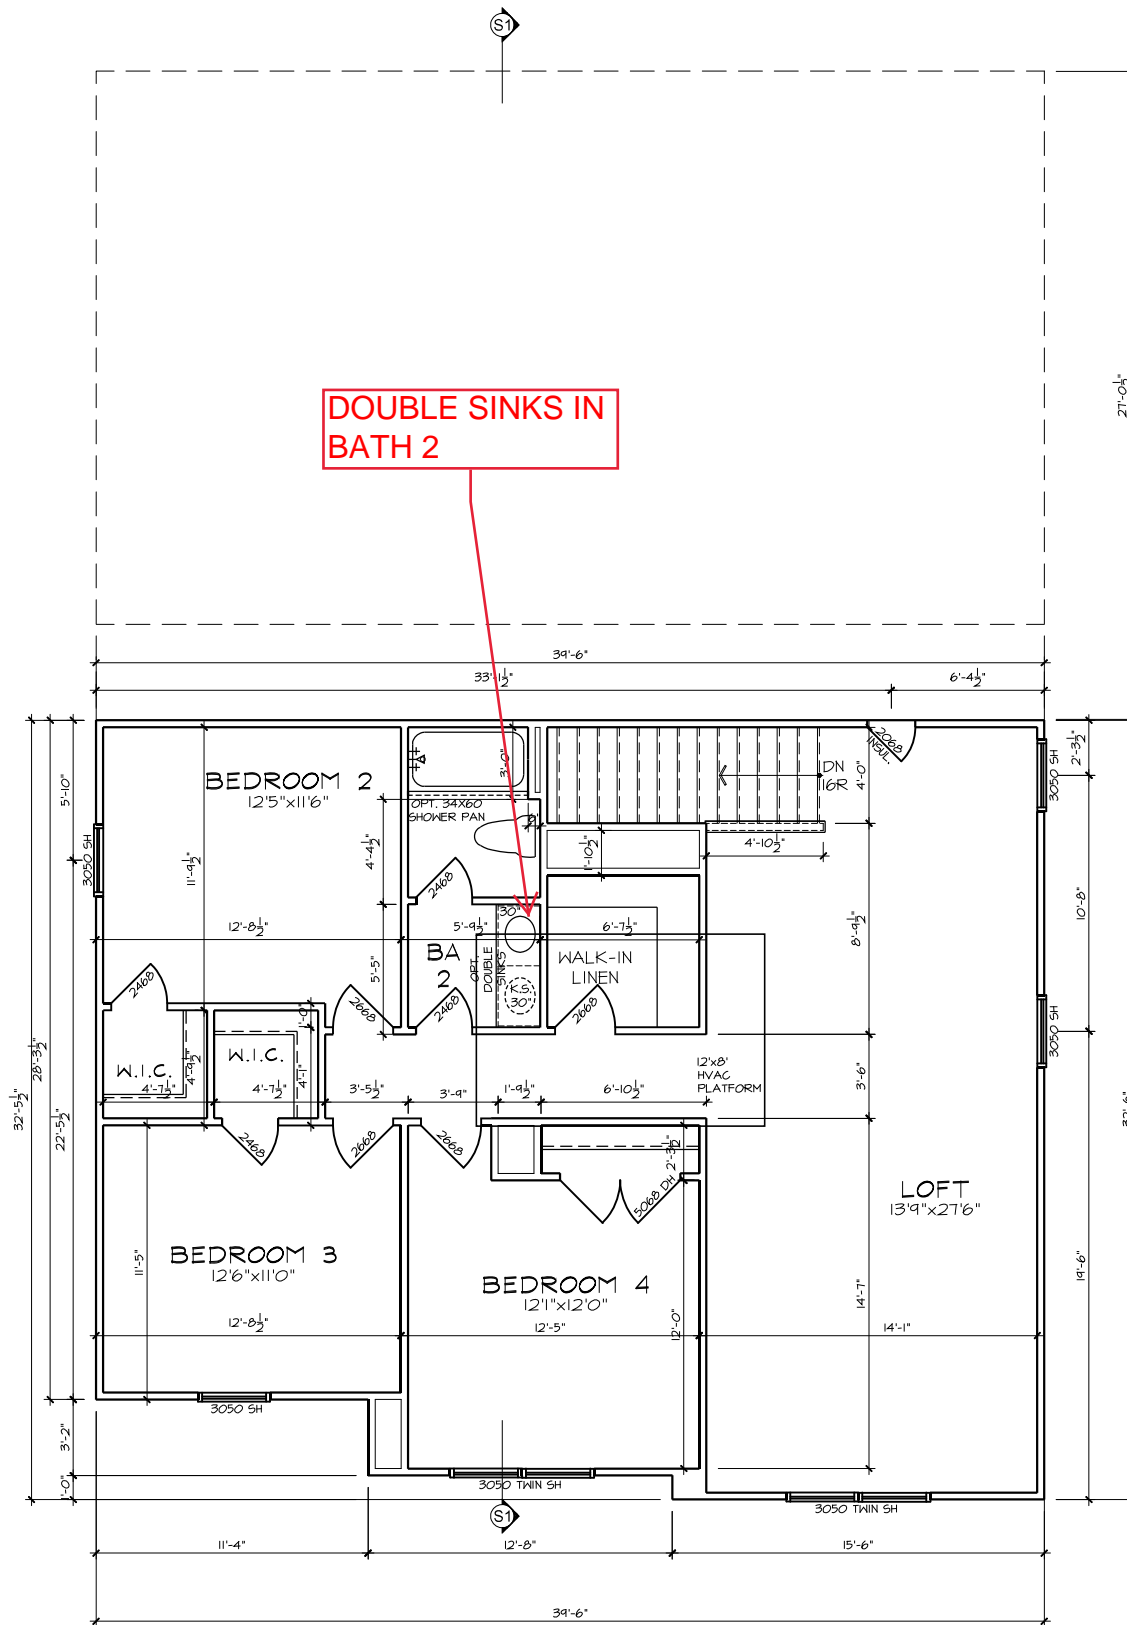 S1
27'-0½"
DOUBLE SINKS IN
BATH 2
39'-6"
33'-1½"
6'-4½"
5'-10"
BEDROOM 2
12'5"x11'6"
3'-0"
OPT. 34X60
SHOWER PAN
DN
16R
2068
INSUL.
4'-0"
3050 SH
2'-3½"
3050 SH
11'-9½"
4'-4½"
1'-10½"
4'-10½"
2468
30"
12'-8½"
5'-9½"
6'-7½"
8'-9½"
10'-8"
BA
2
OPT.
DOUBLE
SINKS
K.S.
30"
WALK-IN
LINEN
5'-5"
2468
2668
2468
2668
1'-0"
3050 SH
W.I.C.
W.I.C.
4'-9½"
4'-1"
4'-7½"
4'-7½"
3'-5½"
3'-9"
1'-9½"
6'-10½"
12'x8'
HVAC
PLATFORM
3'-6"
32'-5½"
28'-3½"
22'-5½"
2468
2668
2668
2'-3½"
5068 DH
LOFT
13'9"x27'6"
32'-6"
11'-5"
BEDROOM 3
12'6"x11'0"
BEDROOM 4
12'1"x12'0"
14'-7"
19'-6"
12'-8½"
12'-5"
12'-0"
14'-1"
3050 SH
3'-2"
1'-0"
3050 TWIN SH
3050 TWIN SH
S1
11'-4"
12'-8"
15'-6"
39'-6"